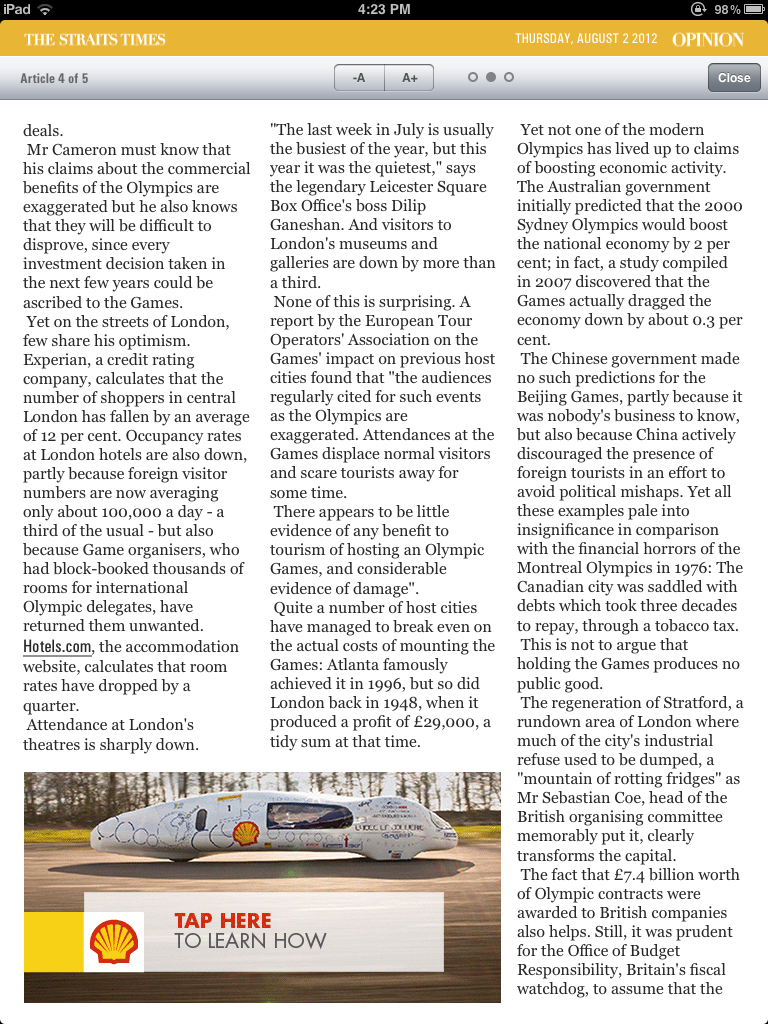 iPad
4:23 PM
98%
THE STRAITS TIMES
THURSDAY, AUGUST 2 2012 OPINION
Article 4 of 5
-A A+
Close
deals.
Mr Cameron must know that
his claims about the commercial
benefits of the Olympics are
exaggerated but he also knows
that they will be difficult to
disprove, since every
investment decision taken in
the next few years could be
ascribed to the Games.
Yet on the streets of London,
few share his optimism.
Experian, a credit rating
company, calculates that the
number of shoppers in central
London has fallen by an average
of 12 per cent. Occupancy rates
at London hotels are also down,
partly because foreign visitor
numbers are now averaging
only about 100,000 a day - a
third of the usual - but also
because Game organisers, who
had block-booked thousands of
rooms for international
Olympic delegates, have
returned them unwanted.
Hotels.com, the accommodation
website, calculates that room
rates have dropped by a
quarter.
Attendance at London's
theatres is sharply down.
"The last week in July is usually
the busiest of the year, but this
year it was the quietest," says
the legendary Leicester Square
Box Office's boss Dilip
Ganeshan. And visitors to
London's museums and
galleries are down by more than
a third.
None of this is surprising. A
report by the European Tour
Operators' Association on the
Games' impact on previous host
cities found that "the audiences
regularly cited for such events
as the Olympics are
exaggerated. Attendances at the
Games displace normal visitors
and scare tourists away for
some time.
There appears to be little
evidence of any benefit to
tourism of hosting an Olympic
Games, and considerable
evidence of damage".
Quite a number of host cities
have managed to break even on
the actual costs of mounting the
Games: Atlanta famously
achieved it in 1996, but so did
London back in 1948, when it
produced a profit of £29,000, a
tidy sum at that time.
Yet not one of the modern
Olympics has lived up to claims
of boosting economic activity.
The Australian government
initially predicted that the 2000
Sydney Olympics would boost
the national economy by 2 per
cent; in fact, a study compiled
in 2007 discovered that the
Games actually dragged the
economy down by about 0.3 per
cent.
The Chinese government made
no such predictions for the
Beijing Games, partly because it
was nobody's business to know,
but also because China actively
discouraged the presence of
foreign tourists in an effort to
avoid political mishaps. Yet all
these examples pale into
insignificance in comparison
with the financial horrors of the
Montreal Olympics in 1976: The
Canadian city was saddled with
debts which took three decades
to repay, through a tobacco tax.
This is not to argue that
holding the Games produces no
public good.
The regeneration of Stratford, a
rundown area of London where
much of the city's industrial
refuse used to be dumped, a
"mountain of rotting fridges" as
Mr Sebastian Coe, head of the
British organising committee
memorably put it, clearly
transforms the capital.
The fact that £7.4 billion worth
of Olympic contracts were
awarded to British companies
also helps. Still, it was prudent
for the Office of Budget
Responsibility, Britain's fiscal
watchdog, to assume that the
1
TAP HERE
TO LEARN HOW